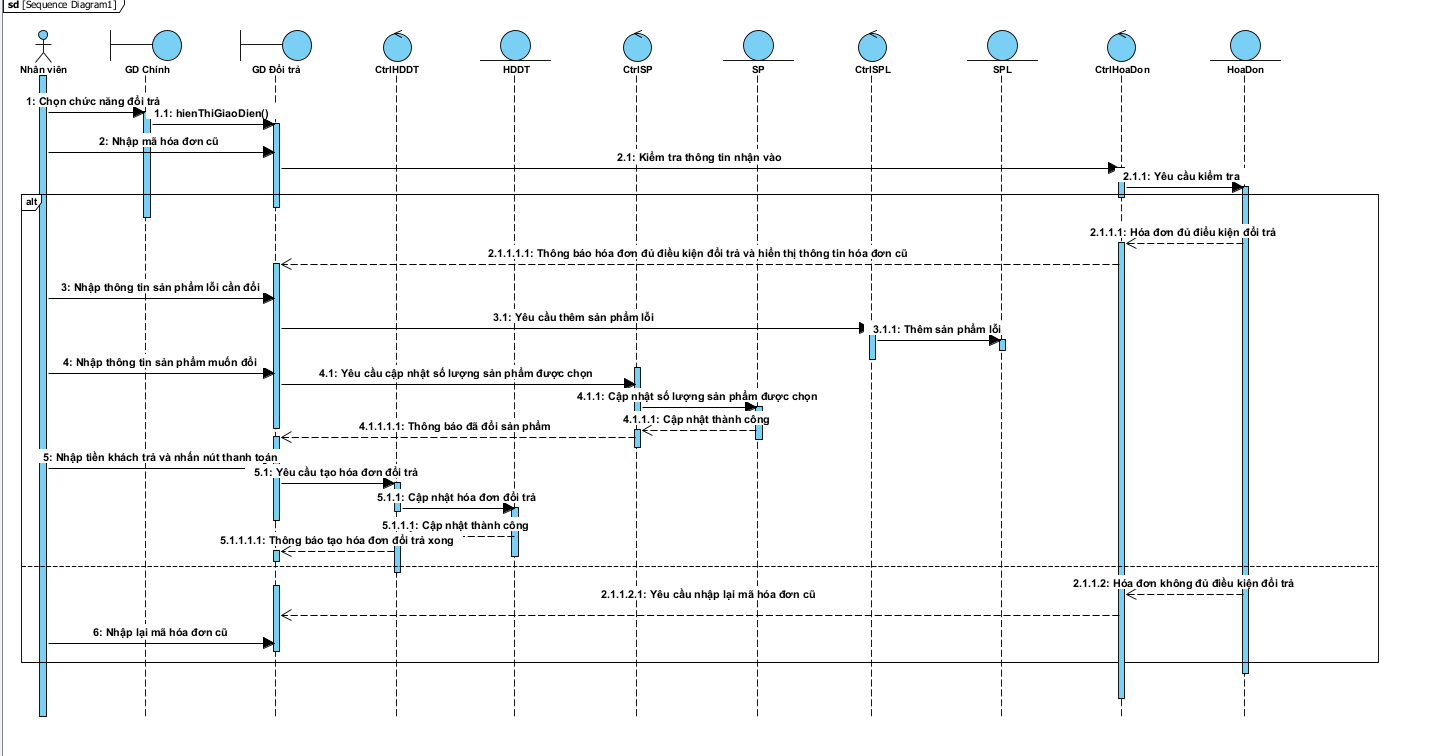 sd [Sequence Diagram1]
Nhân viên
GD Chính
GD Đổi trả
CtrlHDDT
HDDT
CtrlSP
SP
CtrlSPL
SPL
CtrlHoaDon
HoaDon
1: Chọn chức năng đổi trả
1.1: hienThiGiaoDien()
2: Nhập mã hóa đơn cũ
2.1: Kiểm tra thông tin nhận vào
2.1.1: Yêu cầu kiểm tra
alt
2.1.1.1: Hóa đơn đủ điều kiện đổi trả
2.1.1.1.1: Thông báo hóa đơn đủ điều kiện đổi trả và hiển thị thông tin hóa đơn cũ
3: Nhập thông tin sản phẩm lỗi cần đổi
3.1: Yêu cầu thêm sản phẩm lỗi
3.1.1: Thêm sản phẩm lỗi
4: Nhập thông tin sản phẩm muốn đổi
4.1: Yêu cầu cập nhật số lượng sản phẩm được chọn
4.1.1: Cập nhật số lượng sản phẩm được chọn
4.1.1.1: Cập nhật thành công
4.1.1.1.1: Thông báo đã đổi sản phẩm
5: Nhập tiền khách trả và nhấn nút thanh toán
5.1: Yêu cầu tạo hóa đơn đổi trả
5.1.1: Cập nhật hóa đơn đổi trả
5.1.1.1: Cập nhật thành công
5.1.1.1.1: Thông báo tạo hóa đơn đổi trả xong
2.1.1.2: Hóa đơn không đủ điều kiện đổi trả
2.1.1.2.1: Yêu cầu nhập lại mã hóa đơn cũ
6: Nhập lại mã hóa đơn cũ